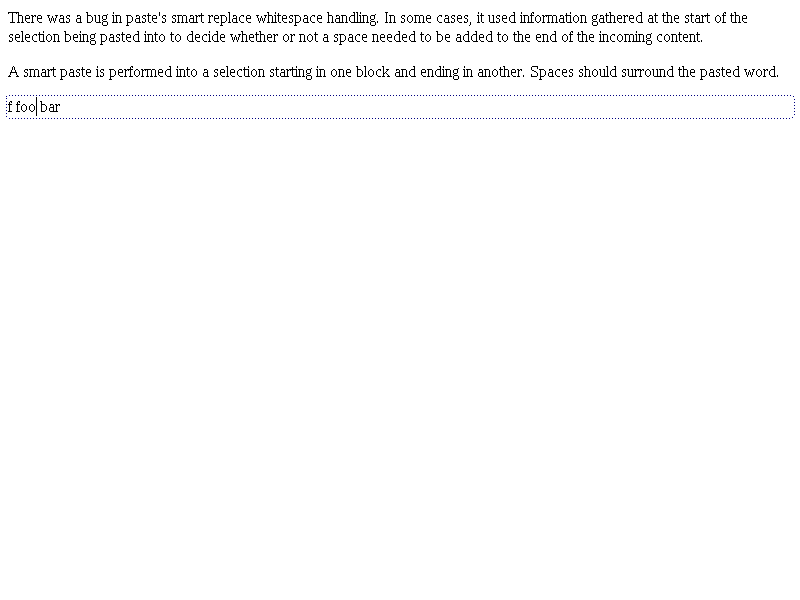 There was a bug in paste's smart replace whitespace handling. In some cases, it used information gathered at the start of the
selection being pasted into to decide whether or not a space needed to be added to the end of the incoming content.
A smart paste is performed into a selection starting in one block and ending in another. Spaces should surround the pasted word.
f foo bar